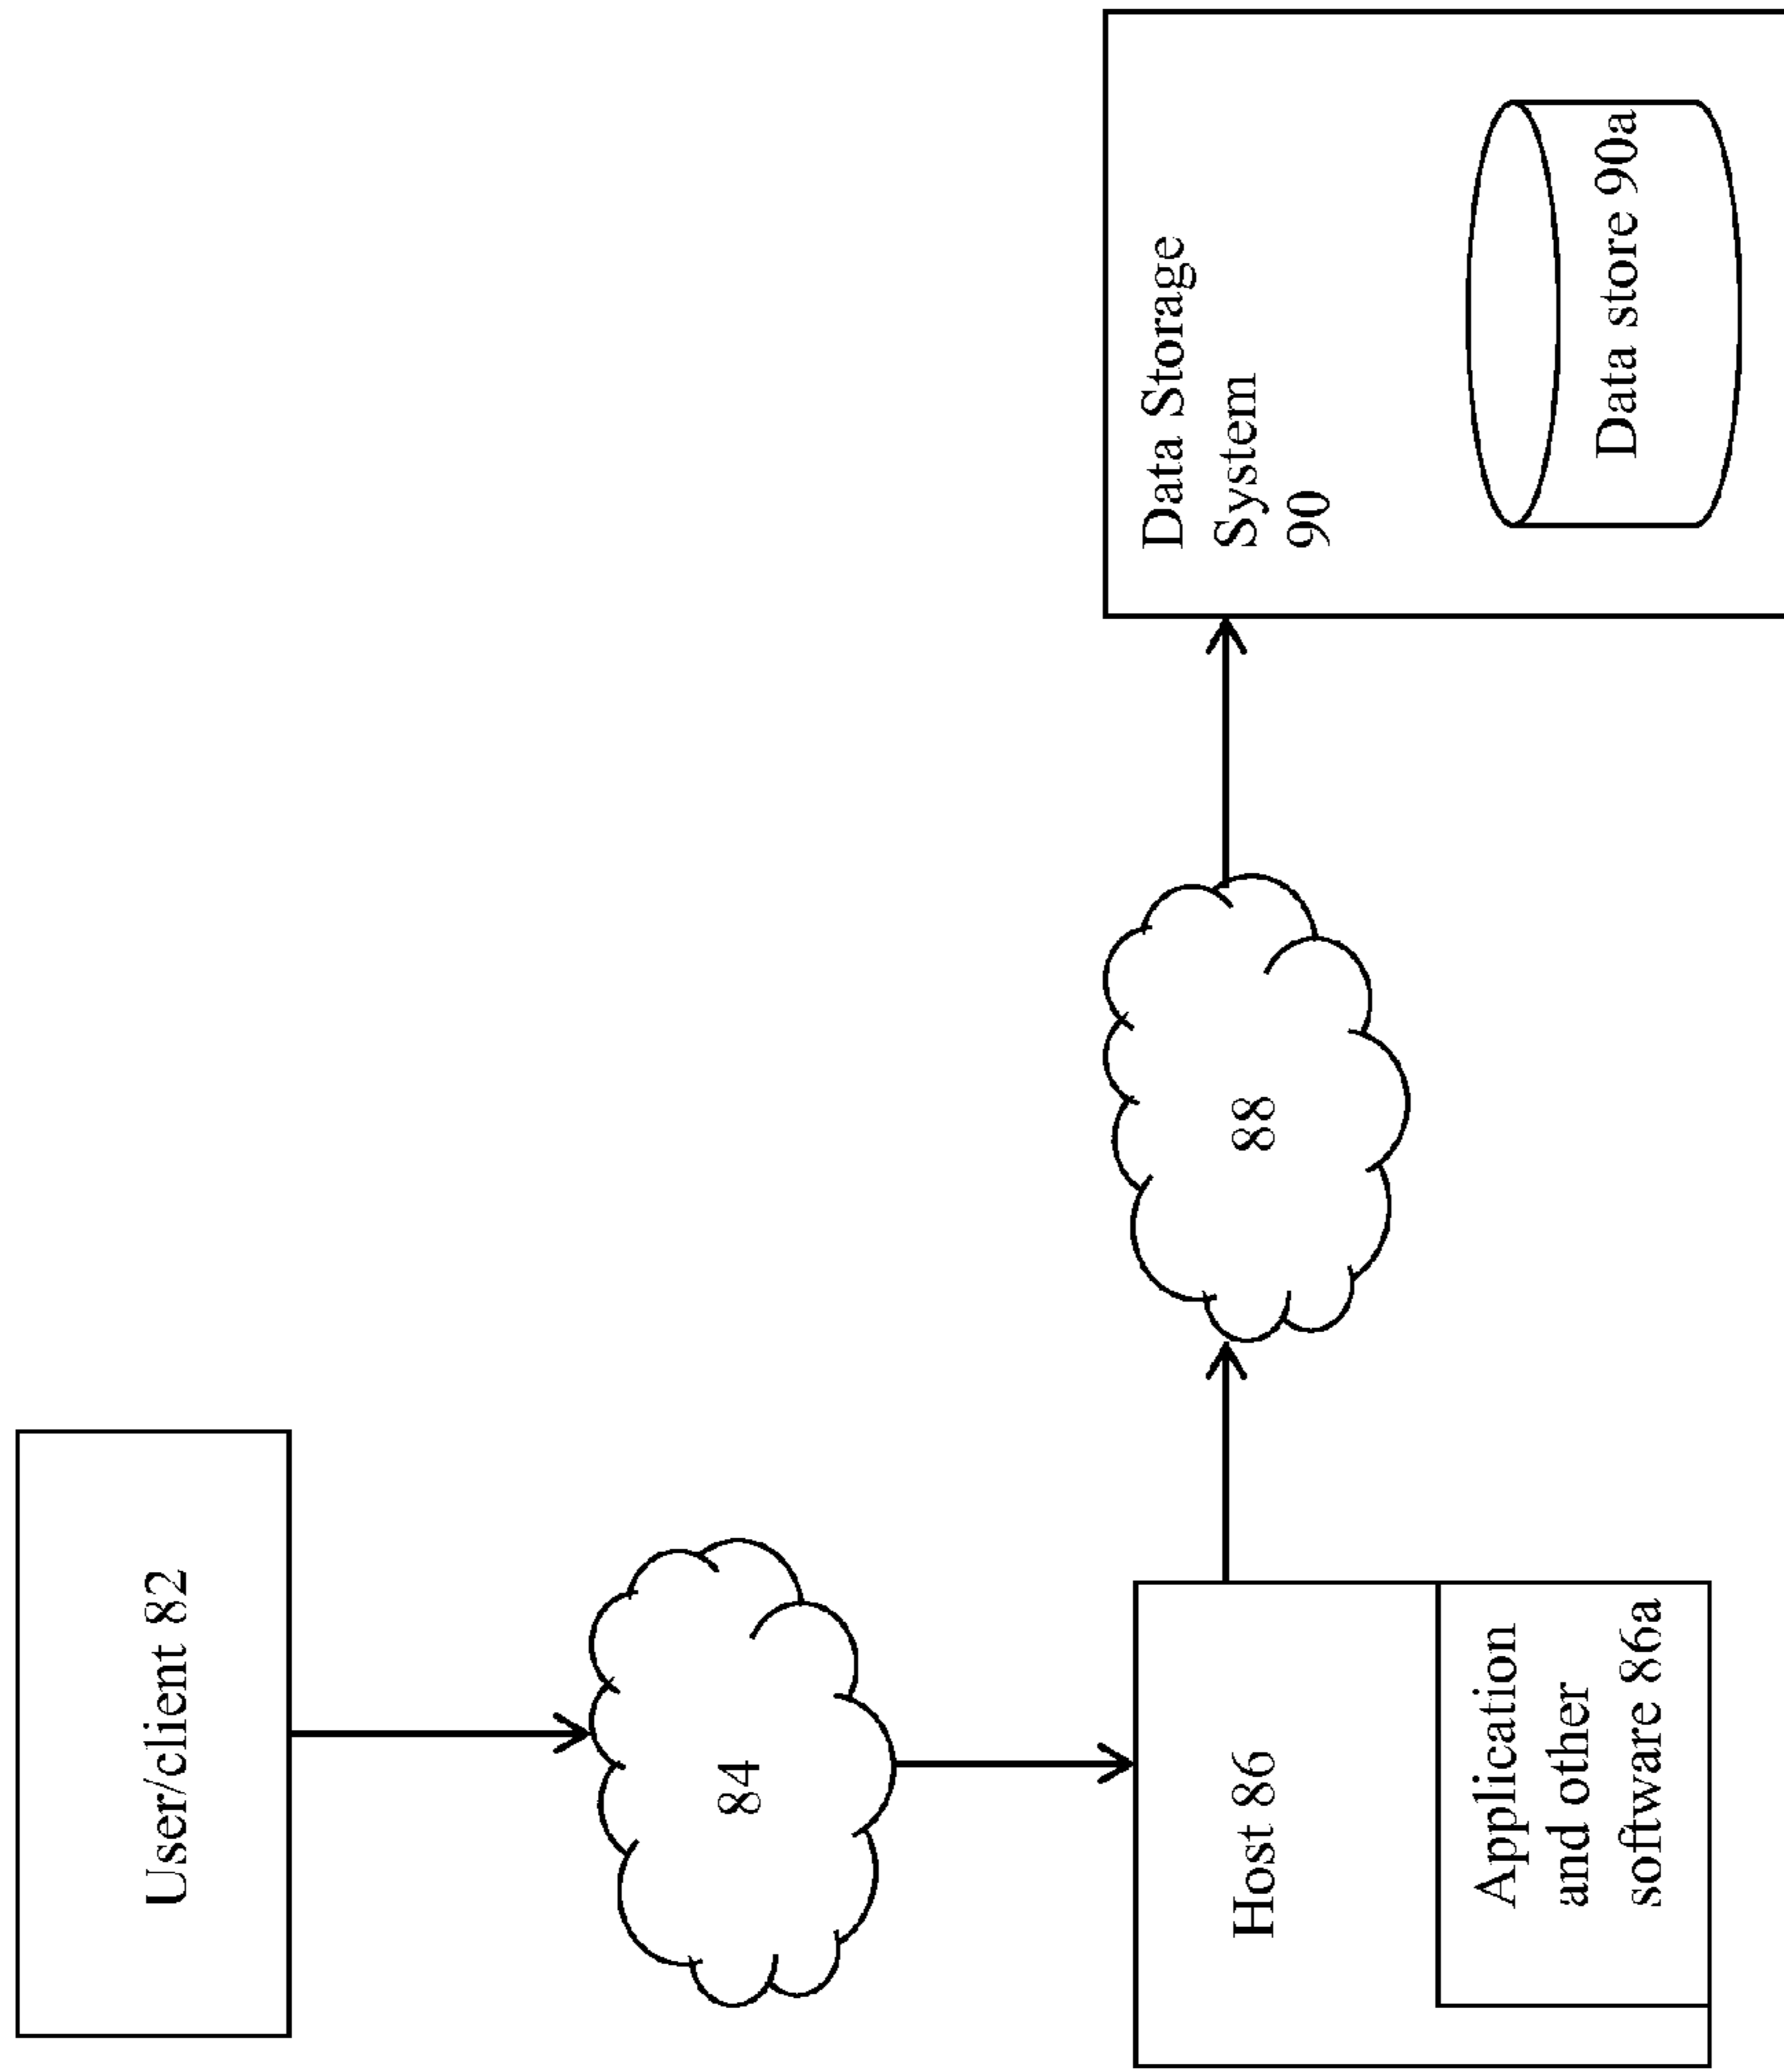 User/client 82
84
Host 86
Application
and other
software 86a
88
Data Storage
System
90
Data store 90a